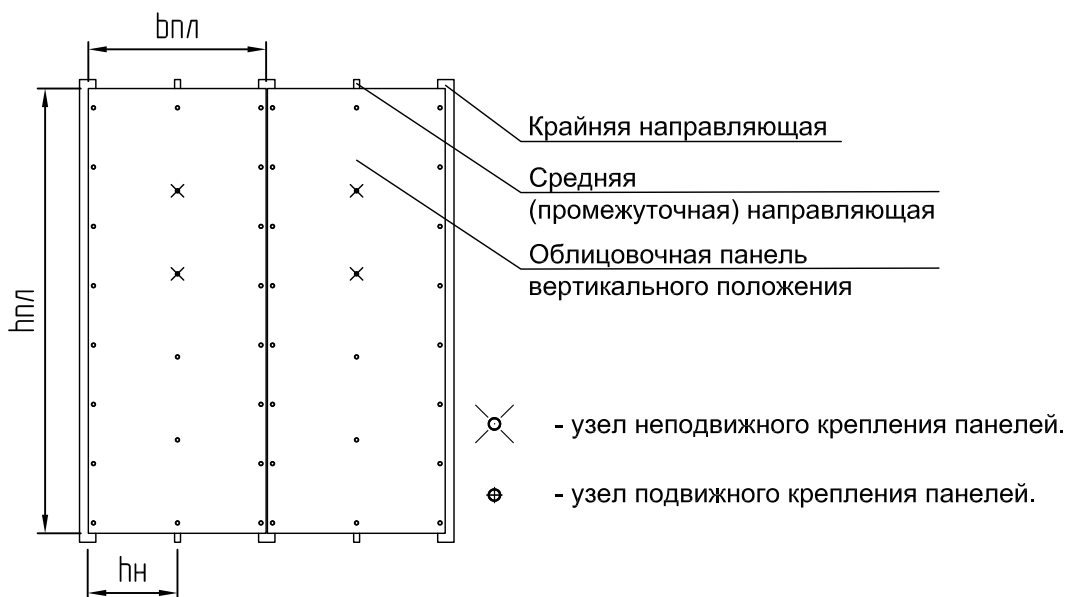 bпл
Крайняя направляющая
Средняя
(промежуточная) направляющая
Облицовочная панель
вертикального положения
hпл
- узел неподвижного крепления панелей.
- узел подвижного крепления панелей.
hн